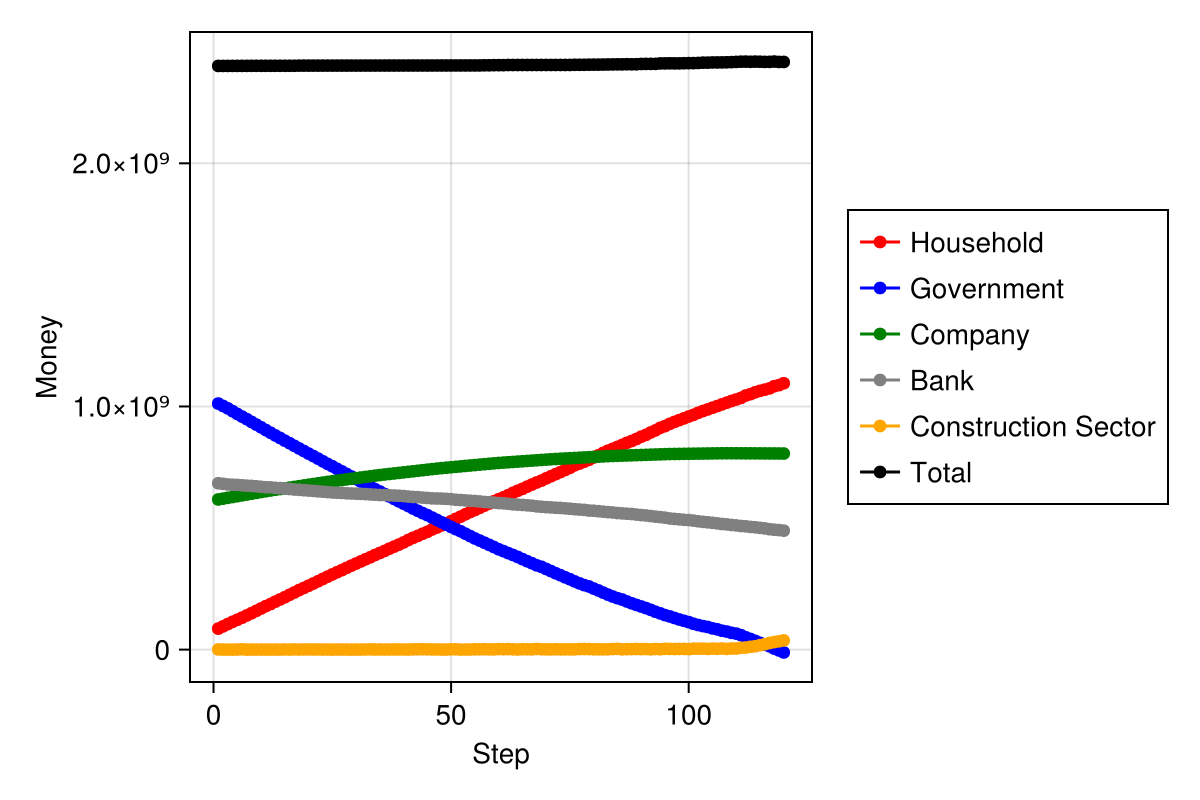 2.0×10⁹
1.0×10⁹
0
Money
0
50
100
Step
Household
Government
Company
Bank
Construction Sector
Total